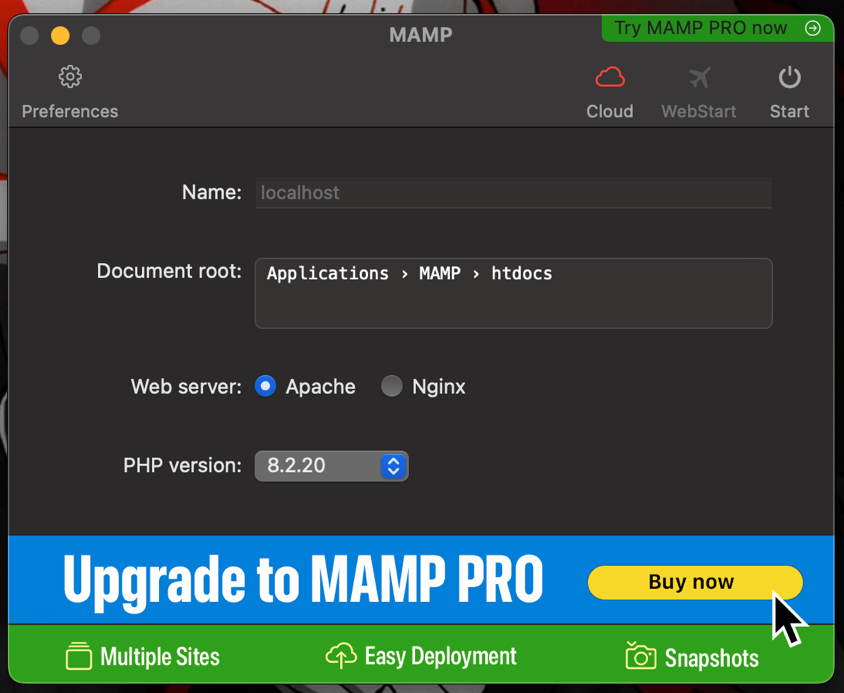 MAMP
Try MAMP PRO now
Preferences
Cloud
WebStart
Start
Name: localhost
Document root: Applications › MAMP › htdocs
Web server: Apache Nginx
PHP version: 8.2.20
Upgrade to MAMP PRO
Buy now
Multiple Sites
Easy Deployment
Snapshots